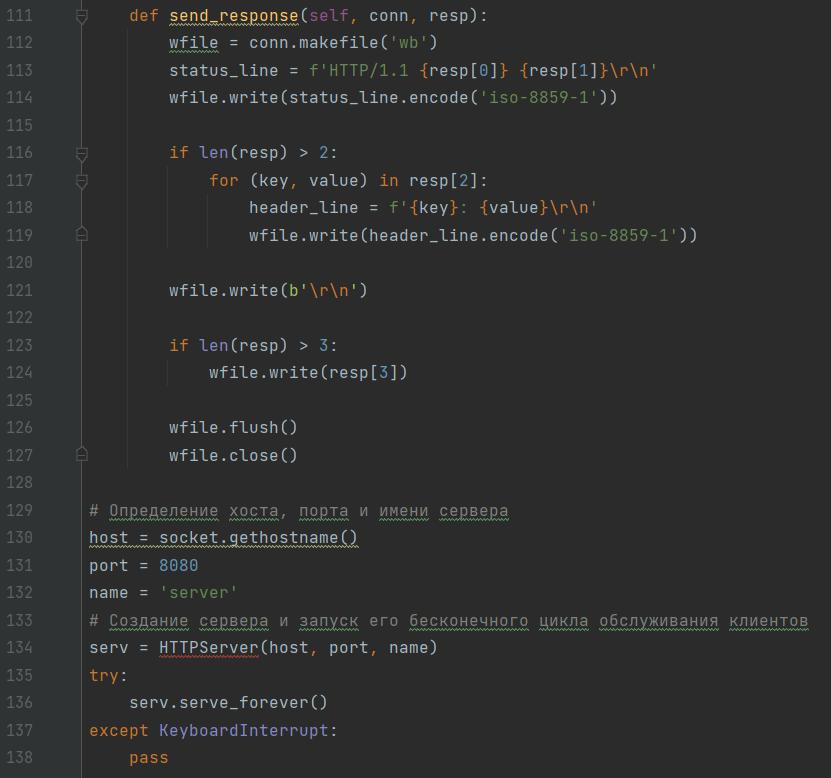 111     def send_response(self, conn, resp):
112         wfile = conn.makefile('wb')
113         status_line = f'HTTP/1.1 {resp[0]} {resp[1]}\r\n'
114         wfile.write(status_line.encode('iso-8859-1'))
115
116         if len(resp) > 2:
117             for (key, value) in resp[2]:
118                 header_line = f'{key}: {value}\r\n'
119                 wfile.write(header_line.encode('iso-8859-1'))
120
121         wfile.write(b'\r\n')
122
123         if len(resp) > 3:
124             wfile.write(resp[3])
125
126         wfile.flush()
127         wfile.close()
128
129 # Определение хоста, порта и имени сервера
130 host = socket.gethostname()
131 port = 8080
132 name = 'server'
133 # Создание сервера и запуск его бесконечного цикла обслуживания клиентов
134 serv = HTTPServer(host, port, name)
135 try:
136     serv.serve_forever()
137 except KeyboardInterrupt:
138     pass